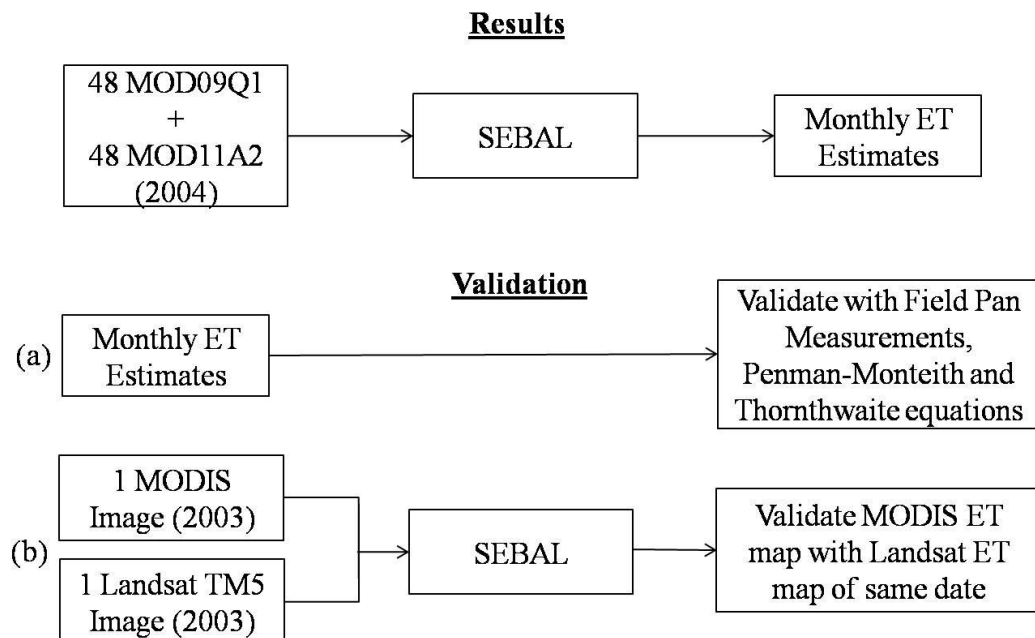 Results
48 MOD09Q1
+
48 MOD11A2
(2004)
SEBAL
Monthly ET
Estimates
Validation
(a)
Monthly ET
Estimates
Validate with Field Pan
Measurements,
Penman-Monteith and
Thornthwaite equations
(b)
1 MODIS
Image (2003)
1 Landsat TM5
Image (2003)
SEBAL
Validate MODIS ET
map with Landsat ET
map of same date